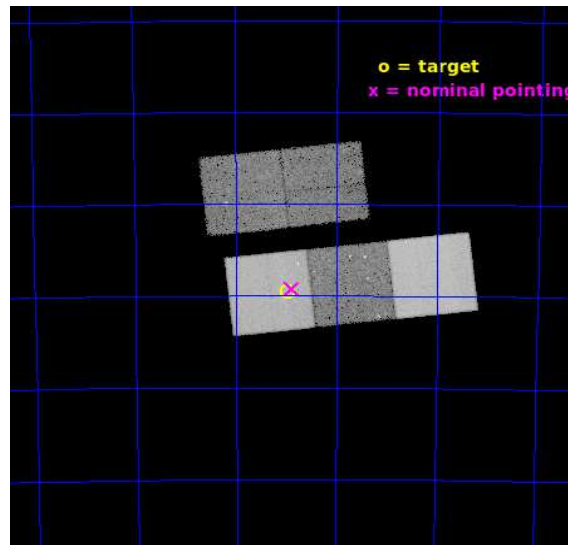 o = target
x = nominal pointing